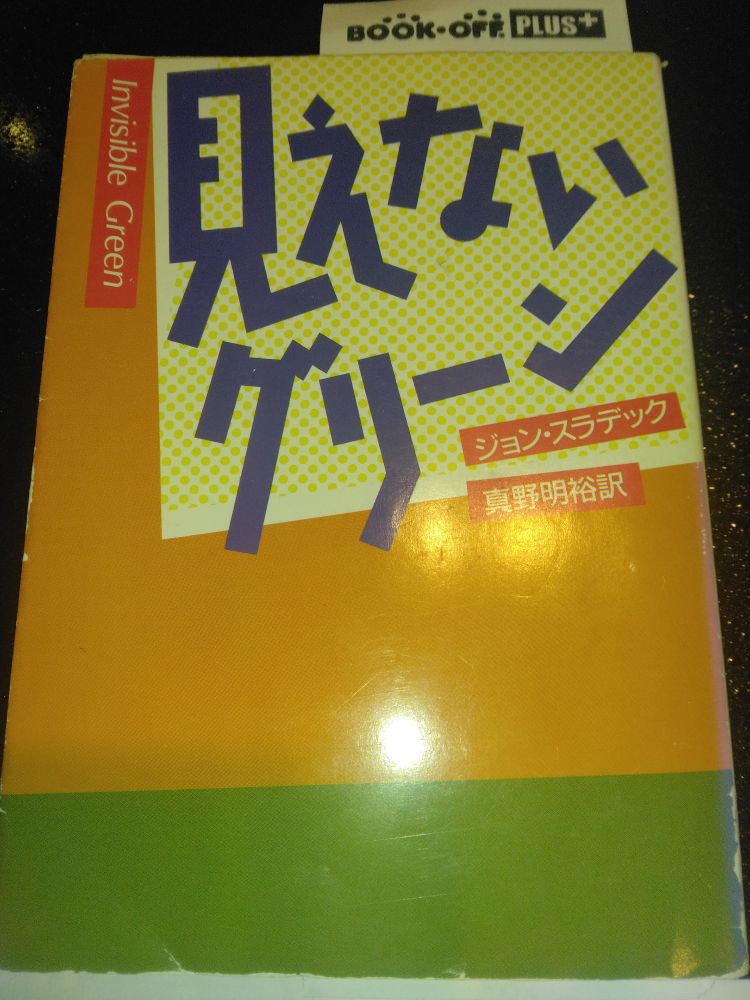 BOOK・OFF PLUS+
Invisible Green
見えない
グリーン
ジョン・スラデック
真野明裕訳